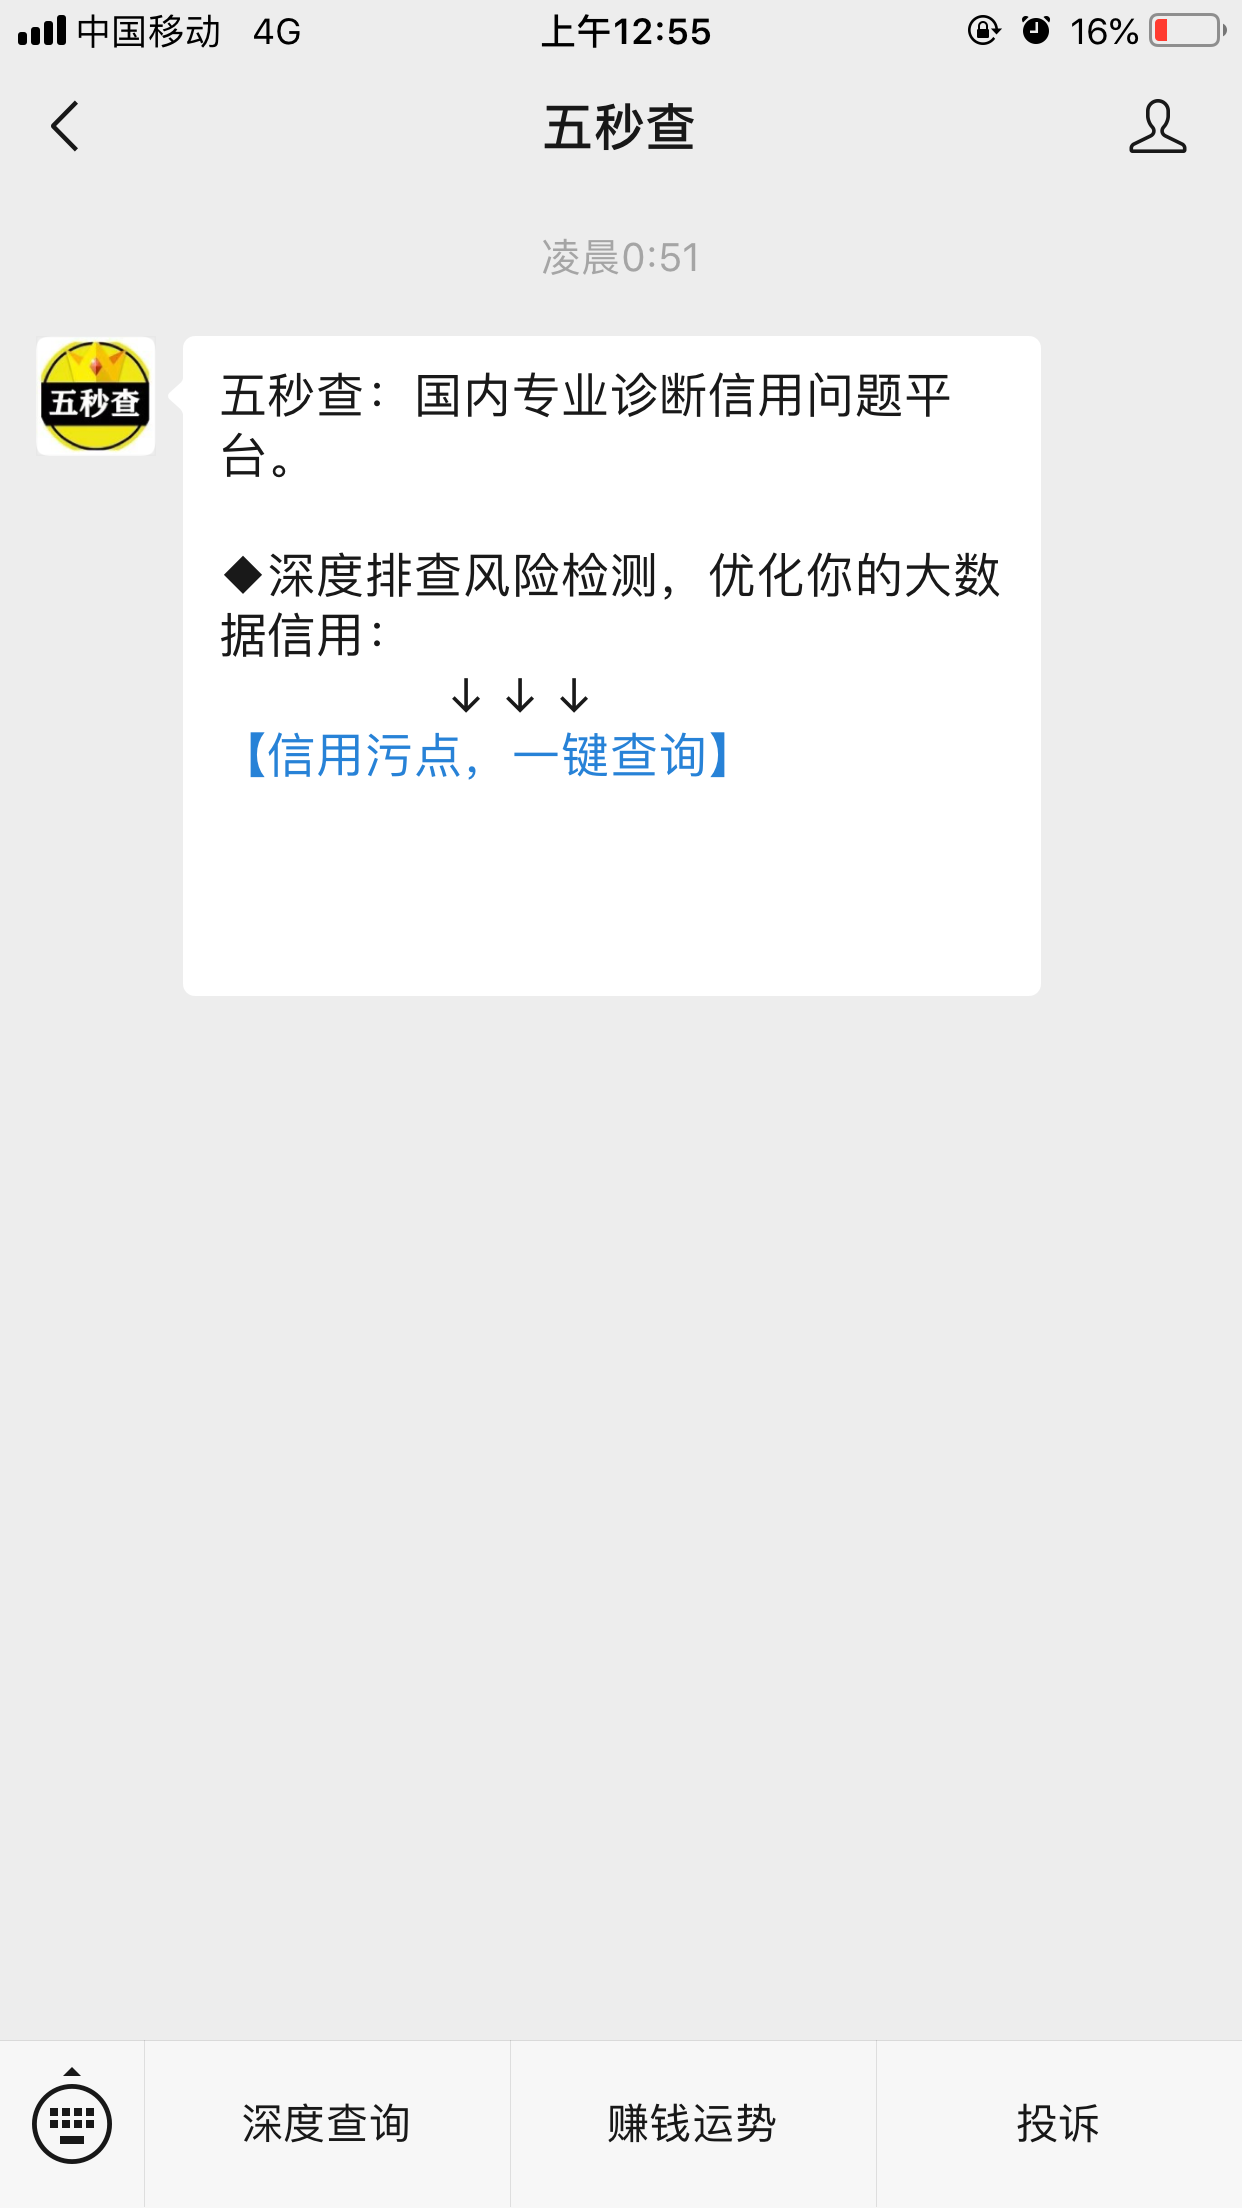 中国移动 4G 上午12:55 16%
五秒查
凌晨0:51
五秒查
五秒查：国内专业诊断信用问题平
台。
◆深度排查风险检测，优化你的大数
据信用：
↓ ↓ ↓
【信用污点，一键查询】
深度查询 赚钱运势 投诉